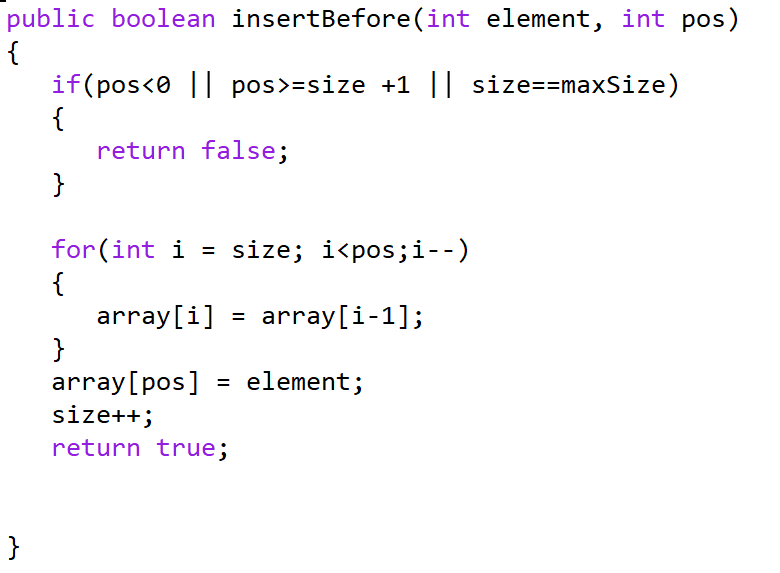 public boolean insertBefore(int element, int pos)
{
   if(pos<0 || pos>=size +1 || size==maxSize)
   {
      return false;
   }

   for(int i = size; i<pos;i--)
   {
      array[i] = array[i-1];
   }
   array[pos] = element;
   size++;
   return true;


}